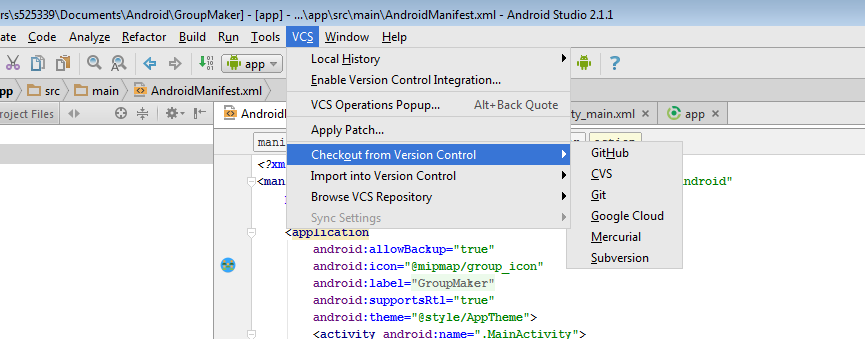 rs\s525339\Documents\Android\GroupMaker] - [app] - ...\app\src\main\AndroidManifest.xml - Android Studio 2.1.1
ate Code Analyze Refactor Build Run Tools VCS Window Help
app
pp src main AndroidManifest.xml
Project Files
Local History
Enable Version Control Integration...
VCS Operations Popup... Alt+Back Quote
Apply Patch...
Checkout from Version Control
Import into Version Control
Browse VCS Repository
Sync Settings
GitHub
CVS
Git
Google Cloud
Mercurial
Subversion
AndroidM ty_main.xml app
mani action
<?xm
<man ndroid"
<application
android:allowBackup="true"
android:icon="@mipmap/group_icon"
android:label="GroupMaker"
android:supportsRtl="true"
android:theme="@style/AppTheme">
<activity android:name=".MainActivity">